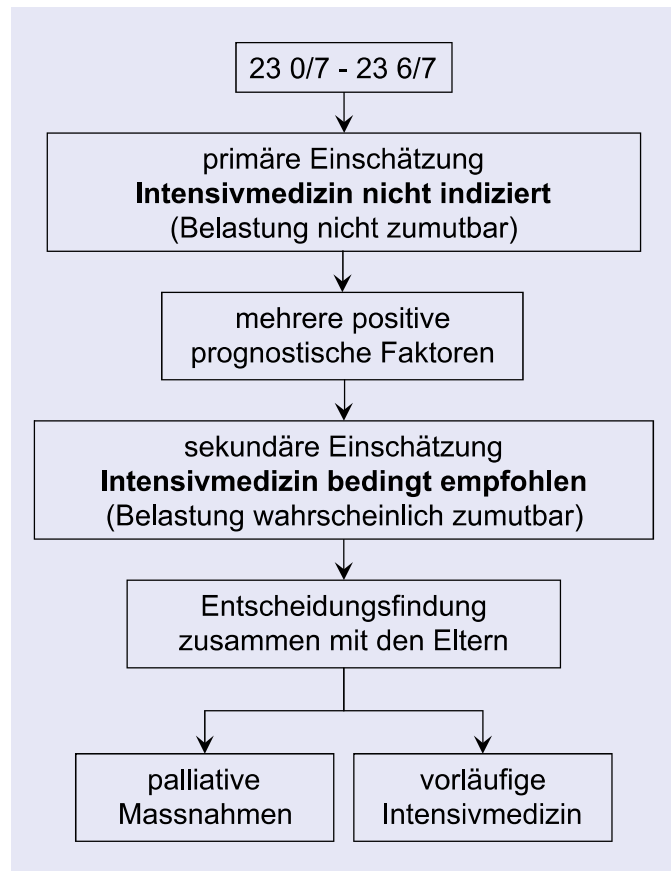 23 0/7 - 23 6/7
primäre Einschätzung
Intensivmedizin nicht indiziert
(Belastung nicht zumutbar)
mehrere positive
prognostische Faktoren
sekundäre Einschätzung
Intensivmedizin bedingt empfohlen
(Belastung wahrscheinlich zumutbar)
Entscheidungsfindung
zusammen mit den Eltern
palliative
Massnahmen
vorläufige
Intensivmedizin